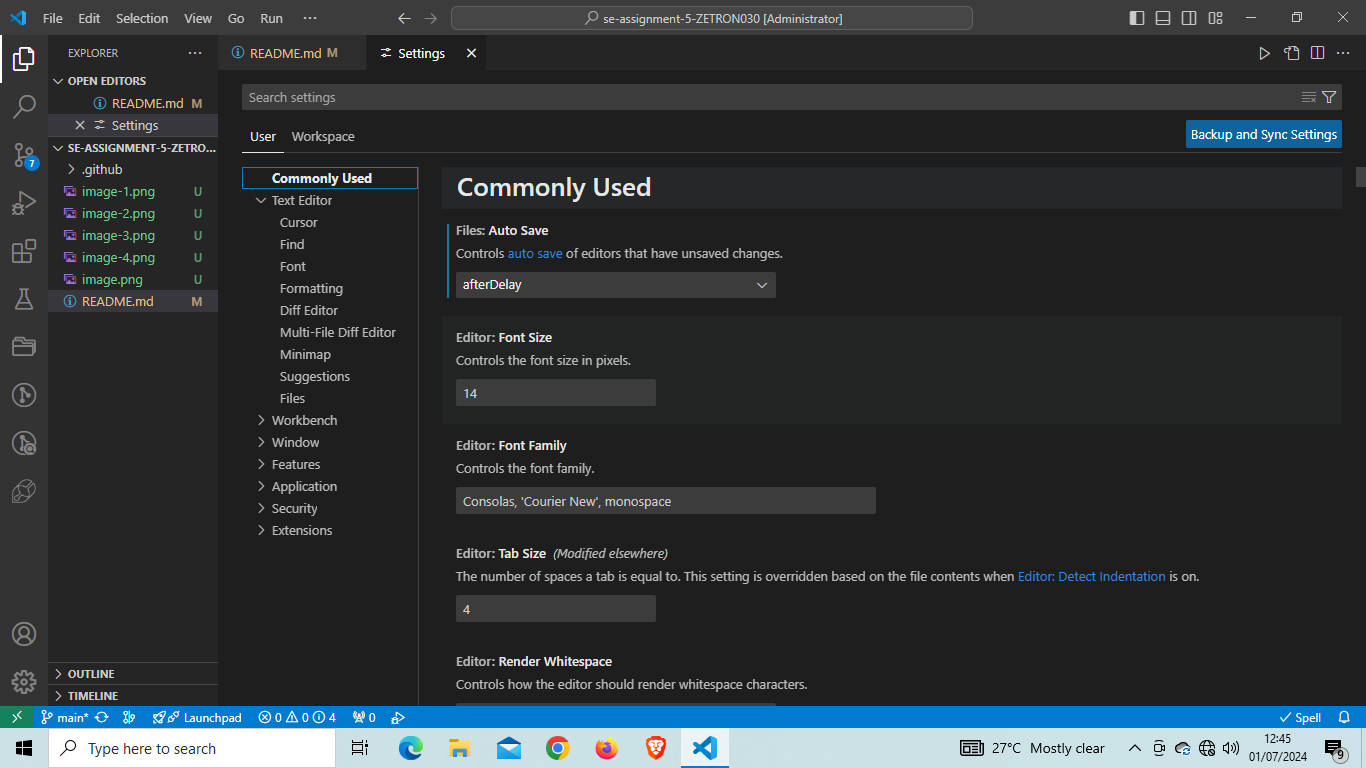 File Edit Selection View Go Run ···
se-assignment-5-ZETRON030 [Administrator]
EXPLORER
README.md M
Settings
OPEN EDITORS
README.md M
Settings
SE-ASSIGNMENT-5-ZETRO...
.github
image-1.png U
image-2.png U
image-3.png U
image-4.png U
image.png U
README.md M
OUTLINE
TIMELINE
7
Search settings
User Workspace
Backup and Sync Settings
Commonly Used
Text Editor
Cursor
Find
Font
Formatting
Diff Editor
Multi-File Diff Editor
Minimap
Suggestions
Files
Workbench
Window
Features
Application
Security
Extensions
Commonly Used
Files: Auto Save
Controls auto save of editors that have unsaved changes.
afterDelay
Editor: Font Size
Controls the font size in pixels.
14
Editor: Font Family
Controls the font family.
Consolas, 'Courier New', monospace
Editor: Tab Size (Modified elsewhere)
The number of spaces a tab is equal to. This setting is overridden based on the file contents when Editor: Detect Indentation is on.
4
Editor: Render Whitespace
Controls how the editor should render whitespace characters.
main* Launchpad 0 0 4 0 Spell
Type here to search
27°C Mostly clear
12:45
01/07/2024
9